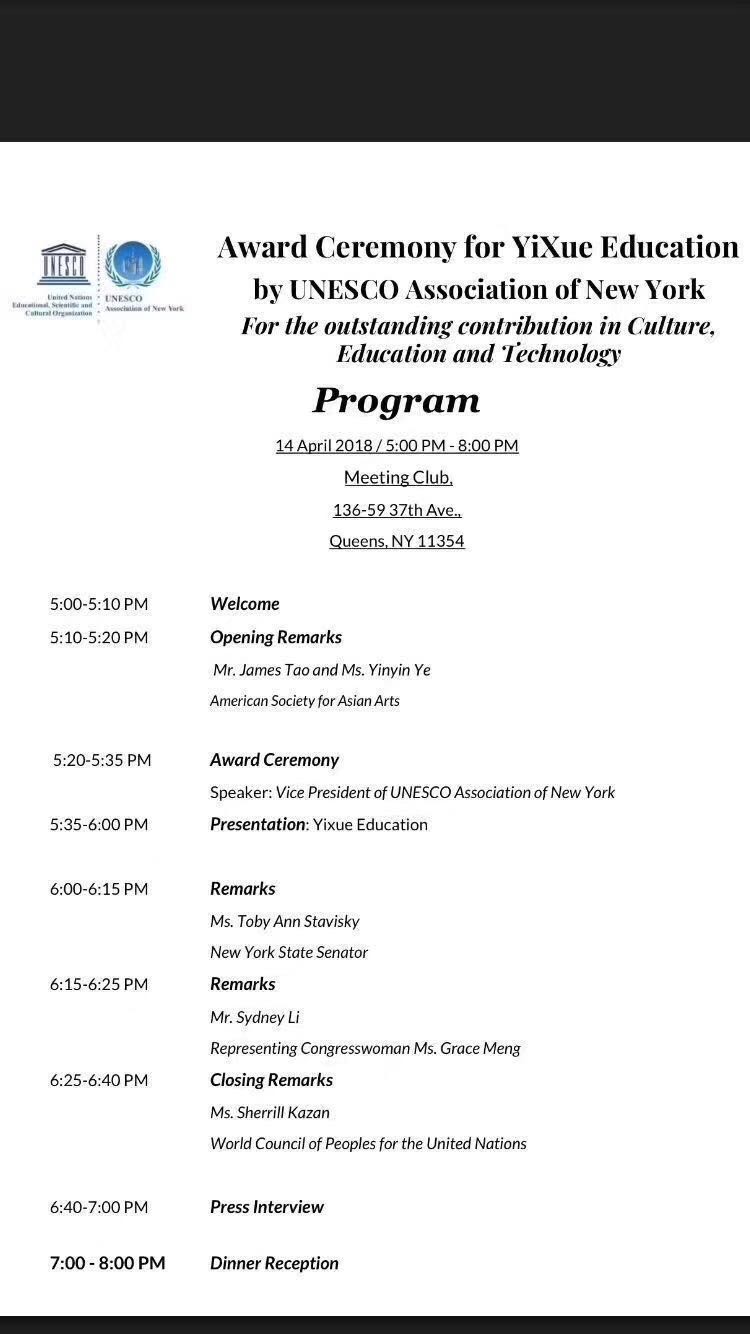 UNESCO
United Nations
Educational, Scientific and
Cultural Organization
UNESCO
Association of New York
Award Ceremony for YiXue Education
by UNESCO Association of New York
For the outstanding contribution in Culture,
Education and Technology
Program
14 April 2018 / 5:00 PM - 8:00 PM
Meeting Club,
136-59 37th Ave.,
Queens, NY 11354
5:00-5:10 PM Welcome
5:10-5:20 PM Opening Remarks
Mr. James Tao and Ms. Yinyin Ye
American Society for Asian Arts
5:20-5:35 PM Award Ceremony
Speaker: Vice President of UNESCO Association of New York
5:35-6:00 PM Presentation: Yixue Education
6:00-6:15 PM Remarks
Ms. Toby Ann Stavisky
New York State Senator
6:15-6:25 PM Remarks
Mr. Sydney Li
Representing Congresswoman Ms. Grace Meng
6:25-6:40 PM Closing Remarks
Ms. Sherrill Kazan
World Council of Peoples for the United Nations
6:40-7:00 PM Press Interview
7:00 - 8:00 PM Dinner Reception